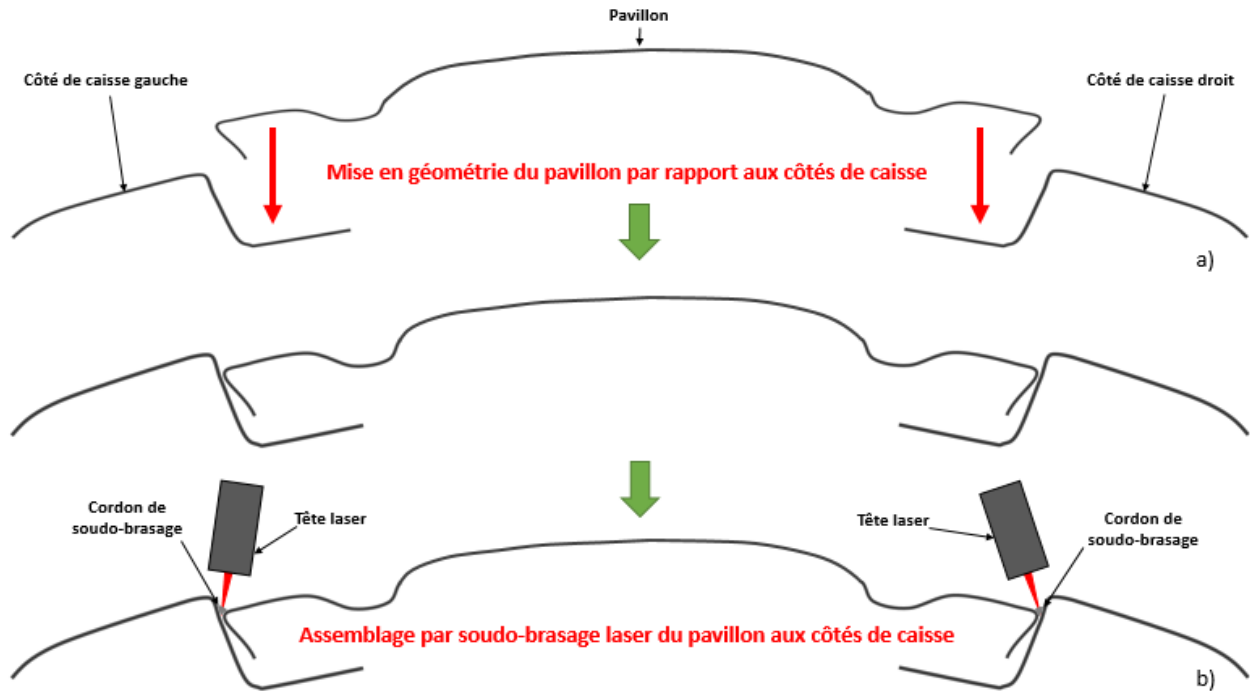 Pavillon
Côté de caisse gauche
Côté de caisse droit
Mise en géométrie du pavillon par rapport aux côtés de caisse
a)
Cordon de
soudo-brasage
Tête laser
Tête laser
Cordon de
soudo-brasage
Assemblage par soudo-brasage laser du pavillon aux côtés de caisse
b)